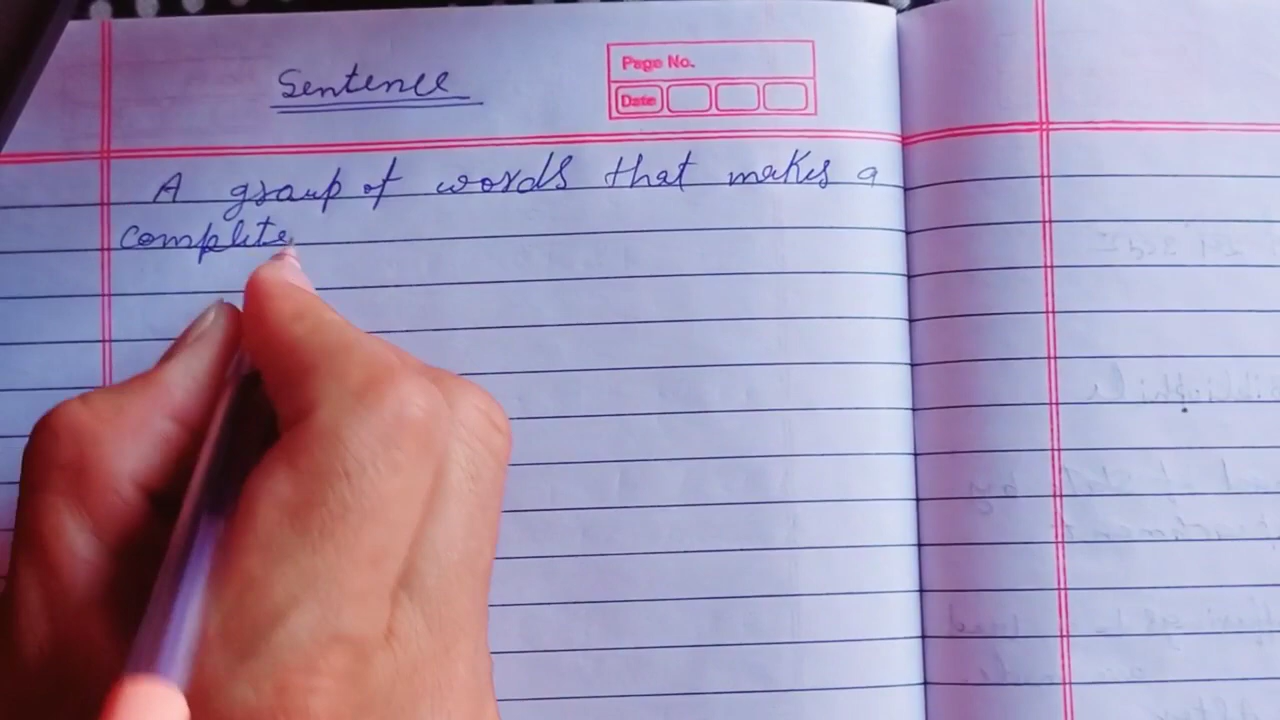 Sentence
Page No.
Date
A group of words that makes a
complete